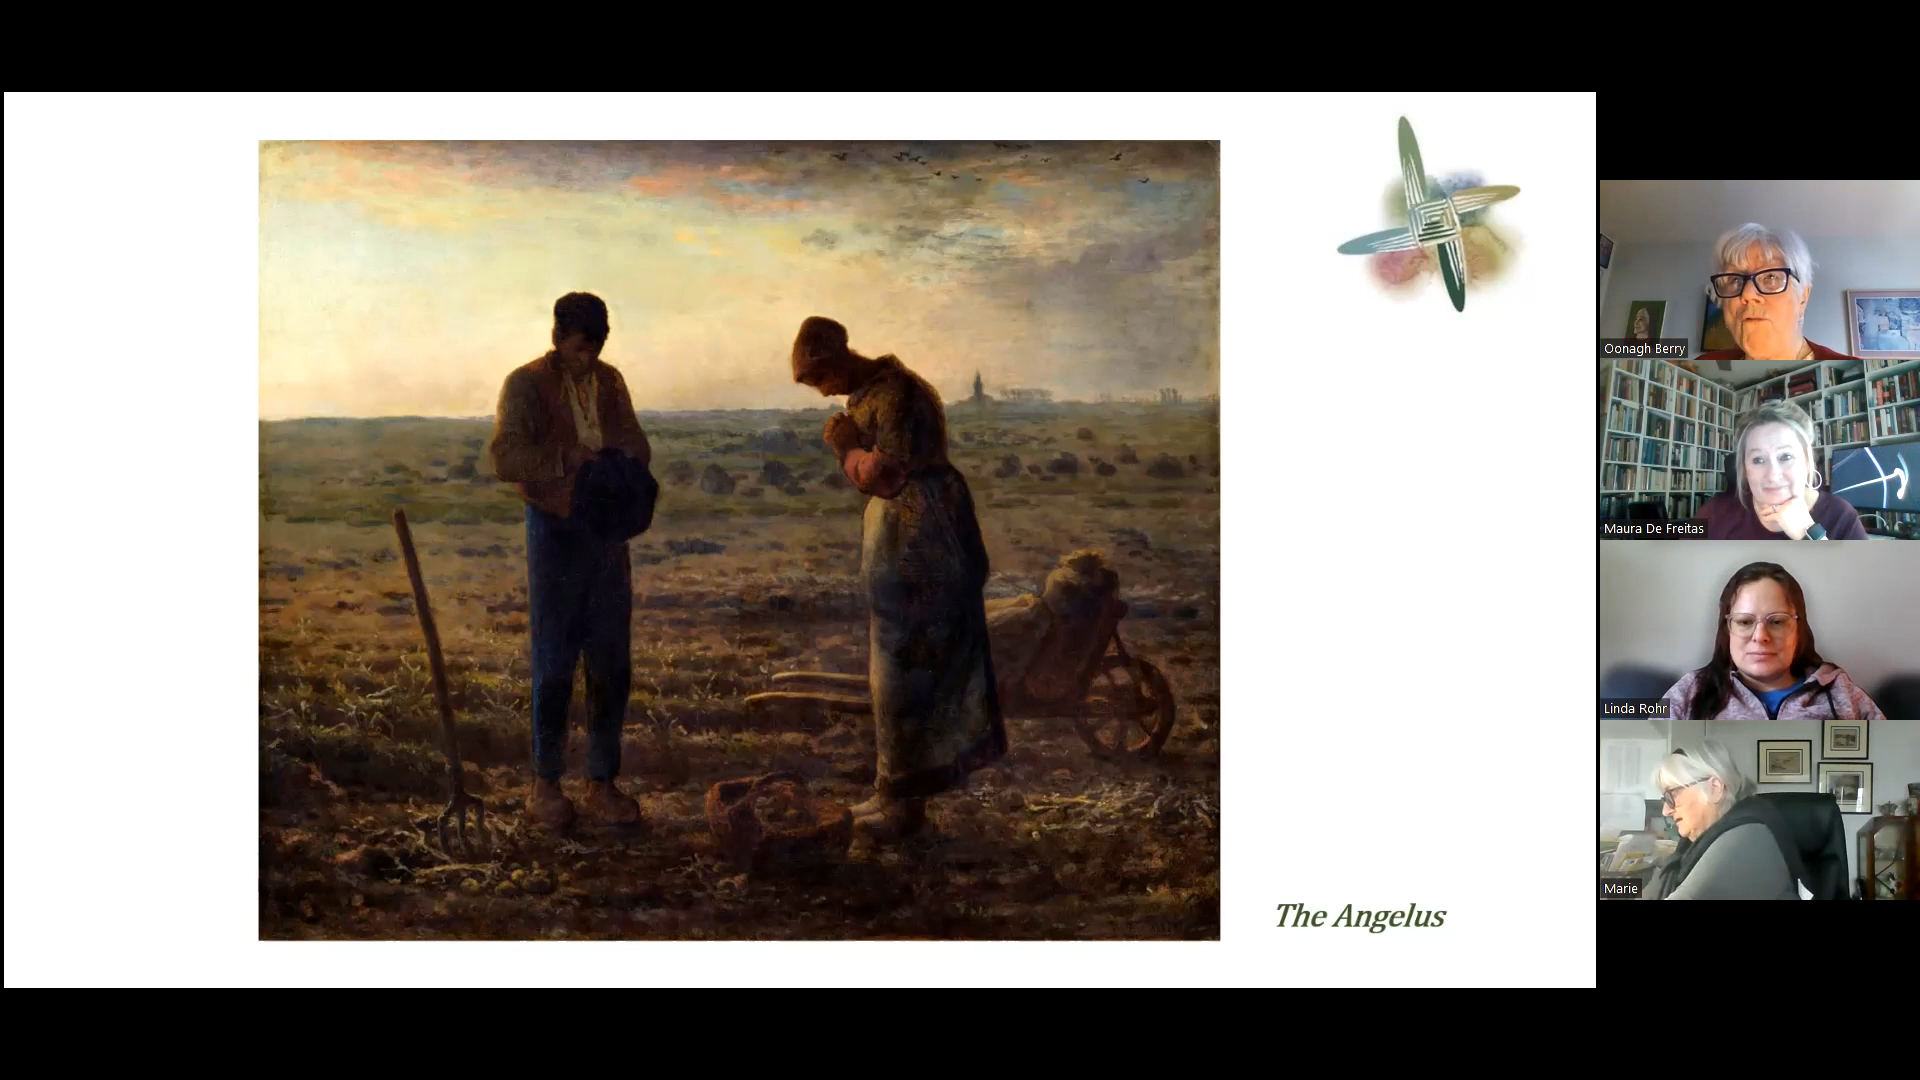 The Angelus
Oonagh Berry
Maura De Freitas
Linda Rohr
Marie